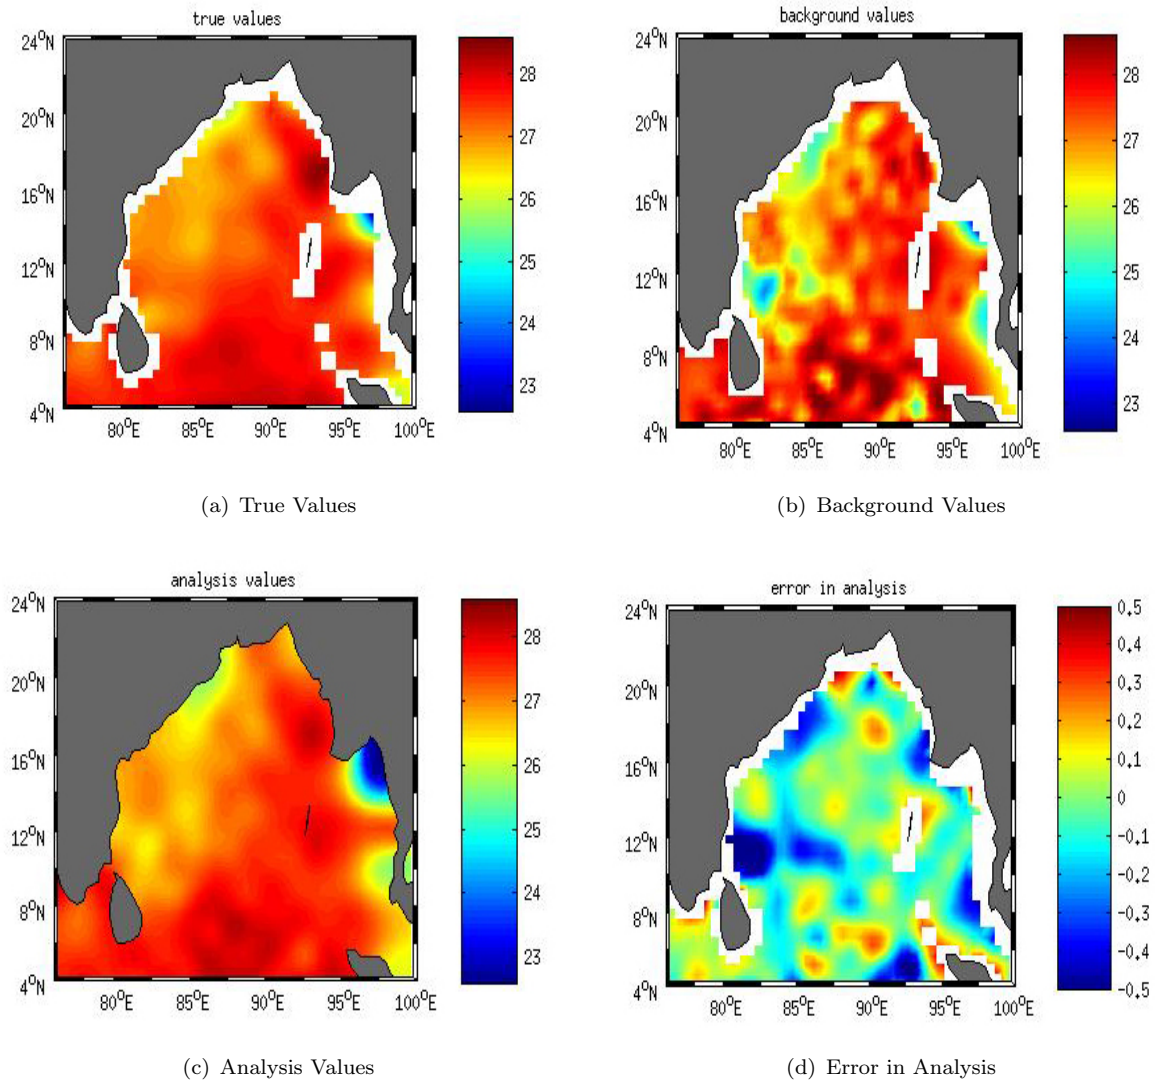 true values
24°N
20°N
16°N
12°N
8°N
4°N
80°E 85°E 90°E 95°E 100°E
28
27
26
25
24
23
(a) True Values
background values
24°N
20°N
16°N
12°N
8°N
4°N
80°E 85°E 90°E 95°E 100°E
28
27
26
25
24
23
(b) Background Values
analysis values
24°N
20°N
16°N
12°N
8°N
4°N
80°E 85°E 90°E 95°E 100°E
28
27
26
25
24
23
(c) Analysis Values
error in analysis
24°N
20°N
16°N
12°N
8°N
4°N
80°E 85°E 90°E 95°E 100°E
0.5
0.4
0.3
0.2
0.1
0
-0.1
-0.2
-0.3
-0.4
-0.5
(d) Error in Analysis